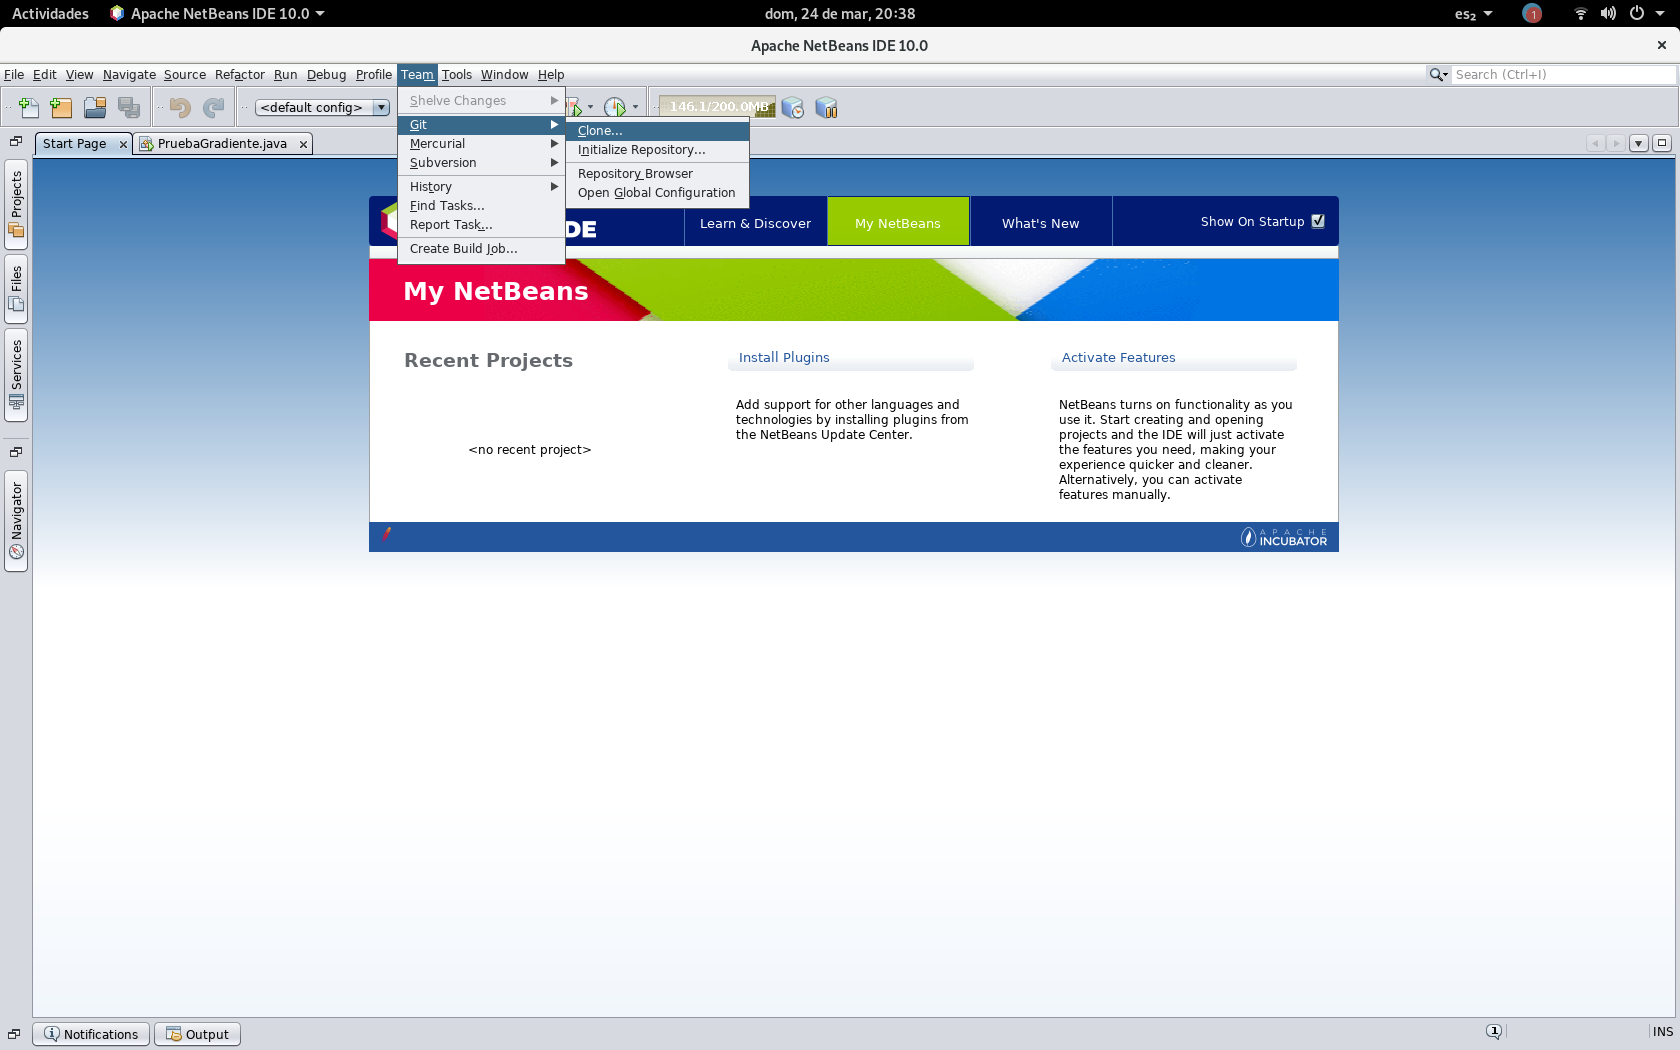 Actividades Apache NetBeans IDE 10.0 dom, 24 de mar, 20:38 es₂ 1
Apache NetBeans IDE 10.0
File Edit View Navigate Source Refactor Run Debug Profile Team Tools Window Help Search (Ctrl+I)
<default config> 146.1/200.0MB
Shelve Changes
Git
Mercurial
Subversion
History
Find Tasks...
Report Task...
Create Build Job...
Clone...
Initialize Repository...
Repository Browser
Open Global Configuration
Start Page PruebaGradiente.java
Projects
Files
Services
Navigator
DE Learn & Discover My NetBeans What's New Show On Startup
My NetBeans
Recent Projects
<no recent project>
Install Plugins
Add support for other languages and
technologies by installing plugins from
the NetBeans Update Center.
Activate Features
NetBeans turns on functionality as you
use it. Start creating and opening
projects and the IDE will just activate
the features you need, making your
experience quicker and cleaner.
Alternatively, you can activate
features manually.
APACHE
INCUBATOR
Notifications Output 1 INS